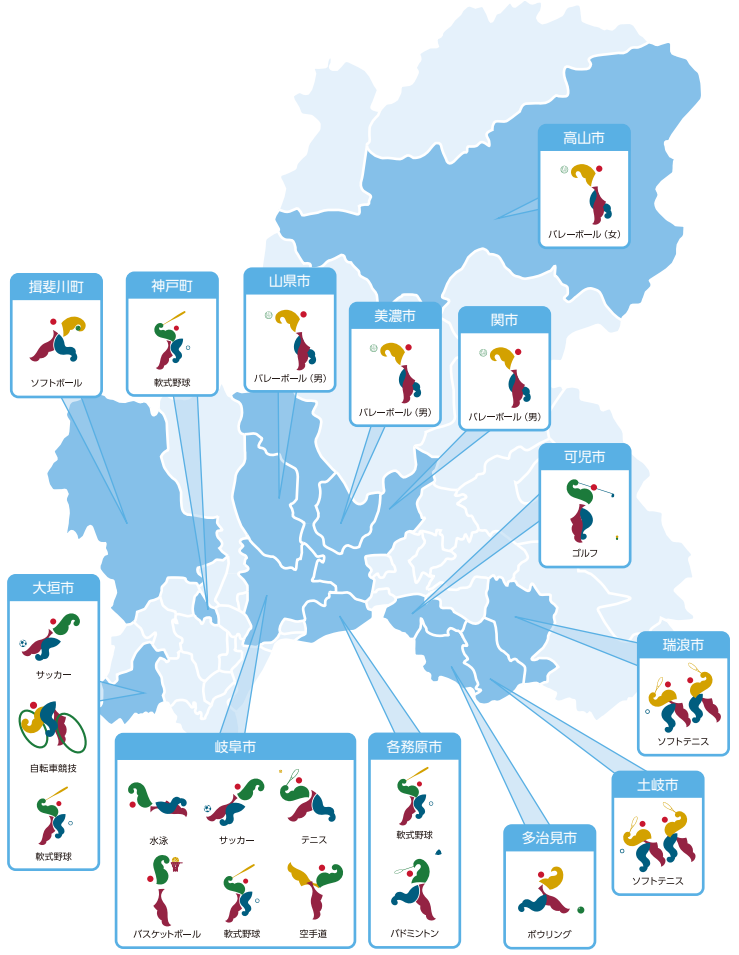 高山市
バレーボール（女）
揖斐川町
ソフトボール
神戸町
軟式野球
山県市
バレーボール（男）
美濃市
バレーボール（男）
関市
バレーボール（男）
可児市
ゴルフ
大垣市
サッカー
自転車競技
軟式野球
瑞浪市
ソフトテニス
岐阜市
水泳
サッカー
テニス
バスケットボール
軟式野球
空手道
各務原市
軟式野球
バドミントン
土岐市
ソフトテニス
多治見市
ボウリング